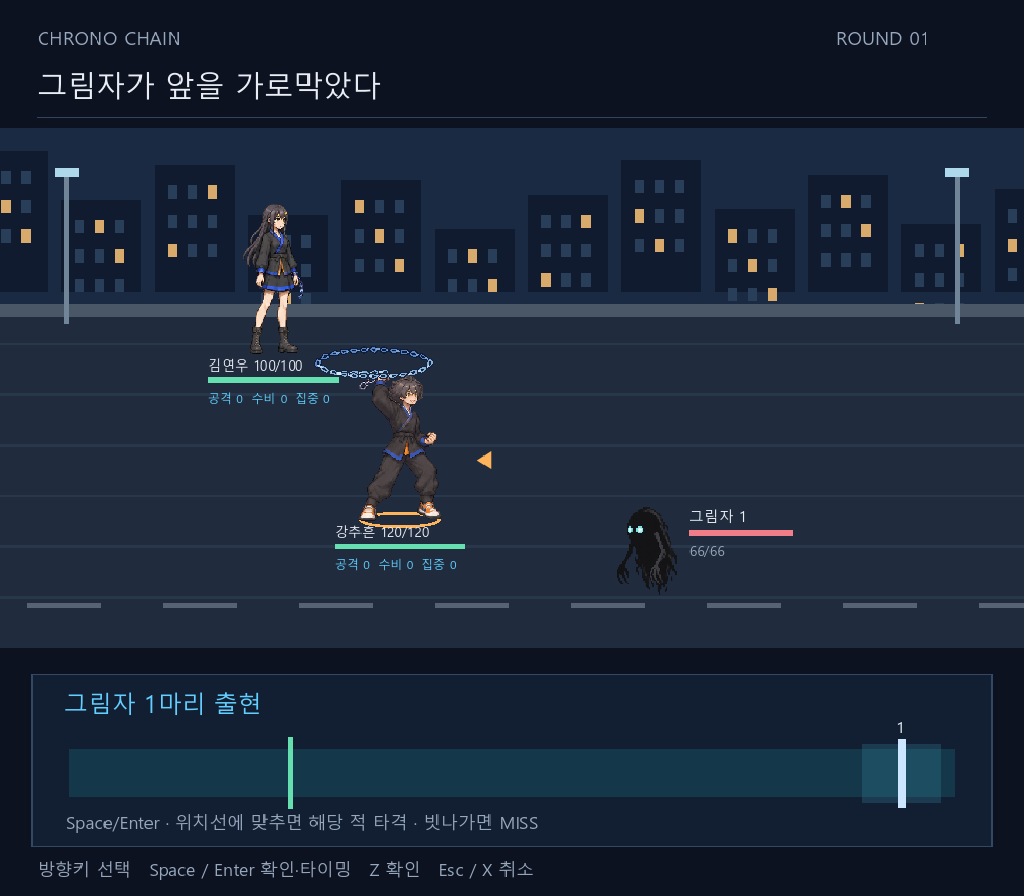 CHRONO CHAIN
ROUND 01
그림자가 앞을 가로막았다
김연우 100/100
공격 0 수비 0 집중 0
강추흔 120/120
공격 0 수비 0 집중 0
그림자 1
66/66
그림자 1마리 출현
1
Space/Enter · 위치선에 맞추면 해당 적 타격 · 빗나가면 MISS
방향키 선택 Space / Enter 확인·타이밍 Z 확인 Esc / X 취소